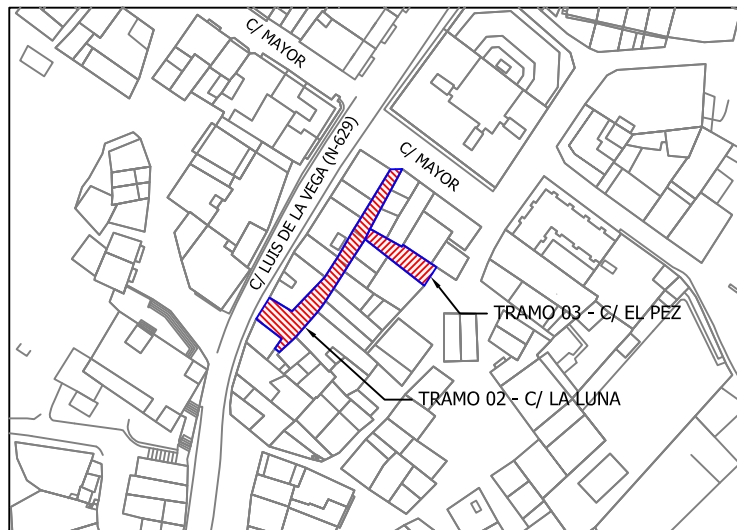 C/ MAYOR
C/ LUIS DE LA VEGA (N-629)
C/ MAYOR
TRAMO 03 - C/ EL PEZ
TRAMO 02 - C/ LA LUNA